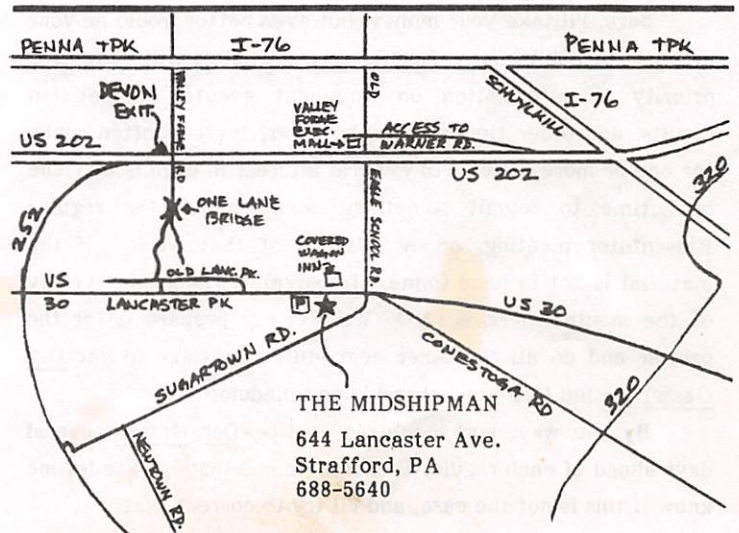 PENNA TPK
I-76
PENNA TPK
DEVON
EXIT
VALLEY FORGE RD
VALLEY
FORGE
EXEC.
MALL
OLD EAGLE SCHOOL RD
ACCESS TO
WARNER RD.
SCHUYLKILL
I-76
US 202
US 202
320
252
ONE LANE
BRIDGE
COVERED
WAGON
INN
OLD LANC. PK.
US
30
LANCASTER PK
P
US 30
SUGARTOWN RD.
CONESTOGA RD
320
NEWTOWN RD.
THE MIDSHIPMAN
644 Lancaster Ave.
Strafford, PA
688-5640